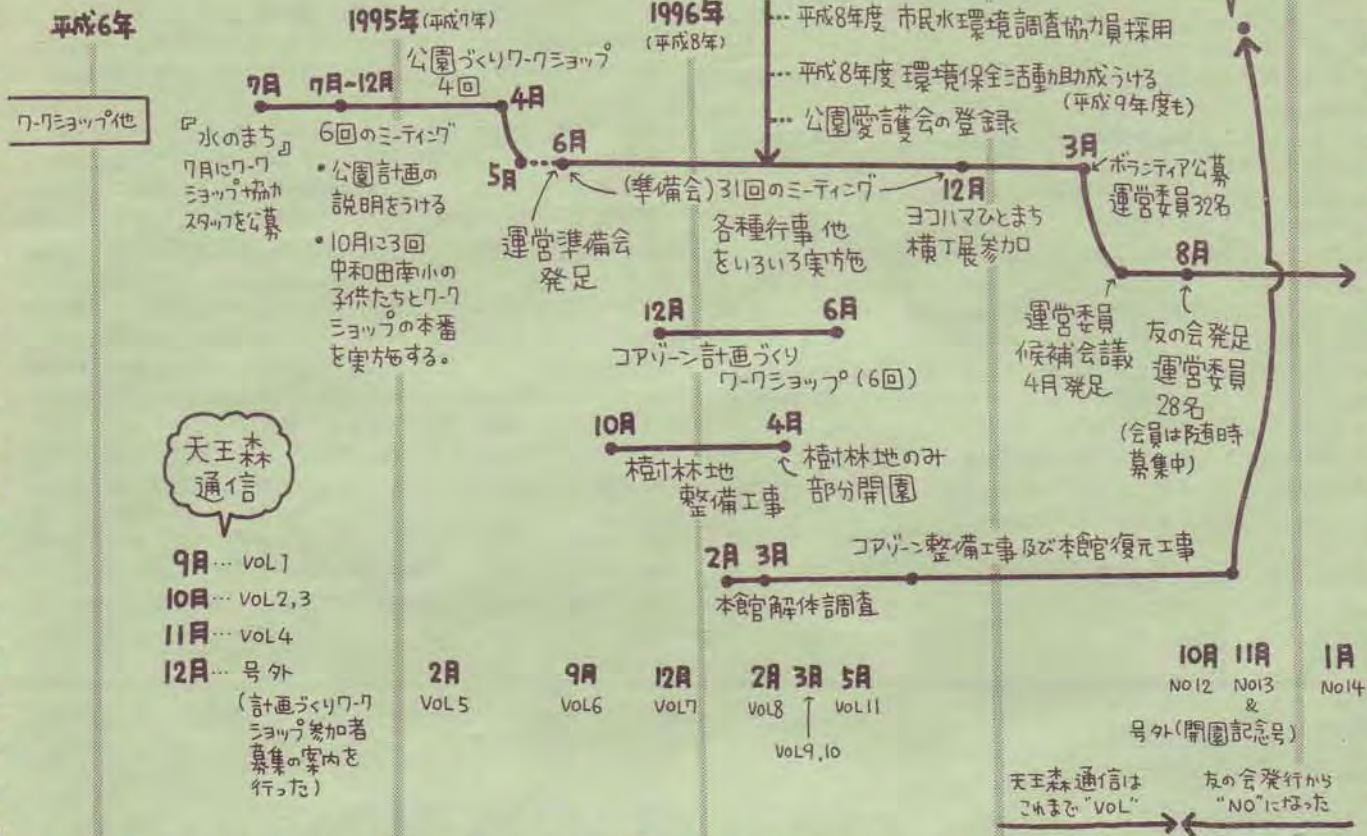 平成6年
1995年(平成7年)
1996年
(平成8年)
… 平成8年度 市民水環境調査協力員採用
… 平成8年度 環境保全活動助成うける
(平成9年度も)
… 公園愛護会の登録
ワークショップ他
7月
『水のまち』
7月にワーク
ショップ協力
スタッフを公募
7月~12月
6回のミーティング
・公園計画の
説明をうける
・10月に3回
中和田南小の
子供たちとワーク
ショップの本番
を実施する。
公園づくりワークショップ
4回
4月
5月
6月
運営準備会
発足
(準備会)31回のミーティング
各種行事他
をいろいろ実施
12月
ヨコハマひとまち
横丁展参加
3月
ボランティア公募
運営委員32名
運営委員
候補会議
4月発足
8月
友の会発足
運営委員
28名
(会員は随時
募集中)
12月
6月
コアゾーン計画づくり
ワークショップ(6回)
10月
4月
樹林地
整備工事
樹林地のみ
部分開園
2月 3月
コアゾーン整備工事及び本館復元工事
本館解体調査
天王森
通信
9月… VOL1
10月… VOL2,3
11月… VOL4
12月… 号外
(計画づくりワーク
ショップ参加者
募集の案内を
行った)
2月
VOL5
9月
VOL6
12月
VOL7
2月 3月 5月
VOL8
VOL11
VOL9,10
10月 11月 1月
NO12 NO13 NO14
&
号外(開園記念号)
天王森通信は
これまで"VOL"
友の会発行から
"NO"になった